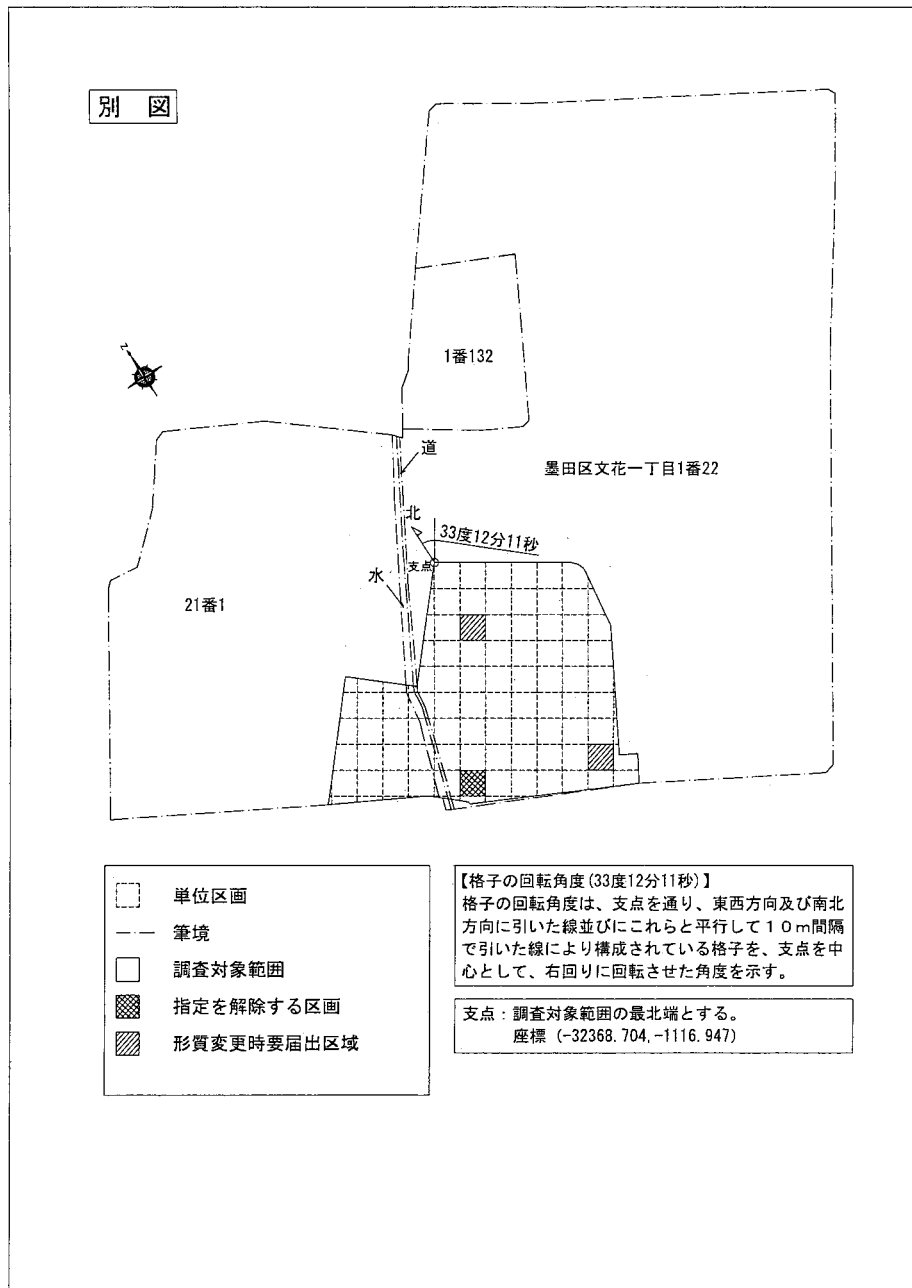 別 図
1番132
道
墨田区文花一丁目1番22
北
33度12分11秒
支点
水
21番1
単位区画
筆境
調査対象範囲
指定を解除する区画
形質変更時要届出区域
【格子の回転角度(33度12分11秒)】
格子の回転角度は、支点を通り、東西方向及び南北
方向に引いた線並びにこれらと平行して10m間隔
で引いた線により構成されている格子を、支点を中
心として、右回りに回転させた角度を示す。
支点:調査対象範囲の最北端とする。
座標(-32368.704,-1116.947)